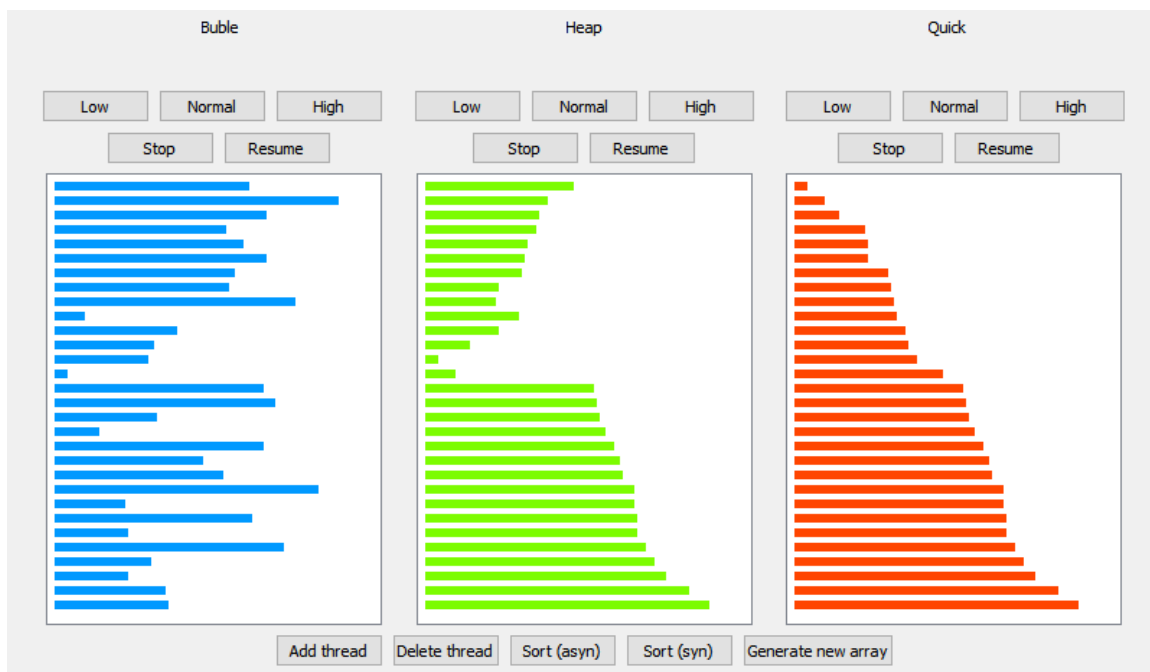 Buble Heap Quick
Low Normal High Low Normal High Low Normal High
Stop Resume Stop Resume Stop Resume
Add thread Delete thread Sort (asyn) Sort (syn) Generate new array